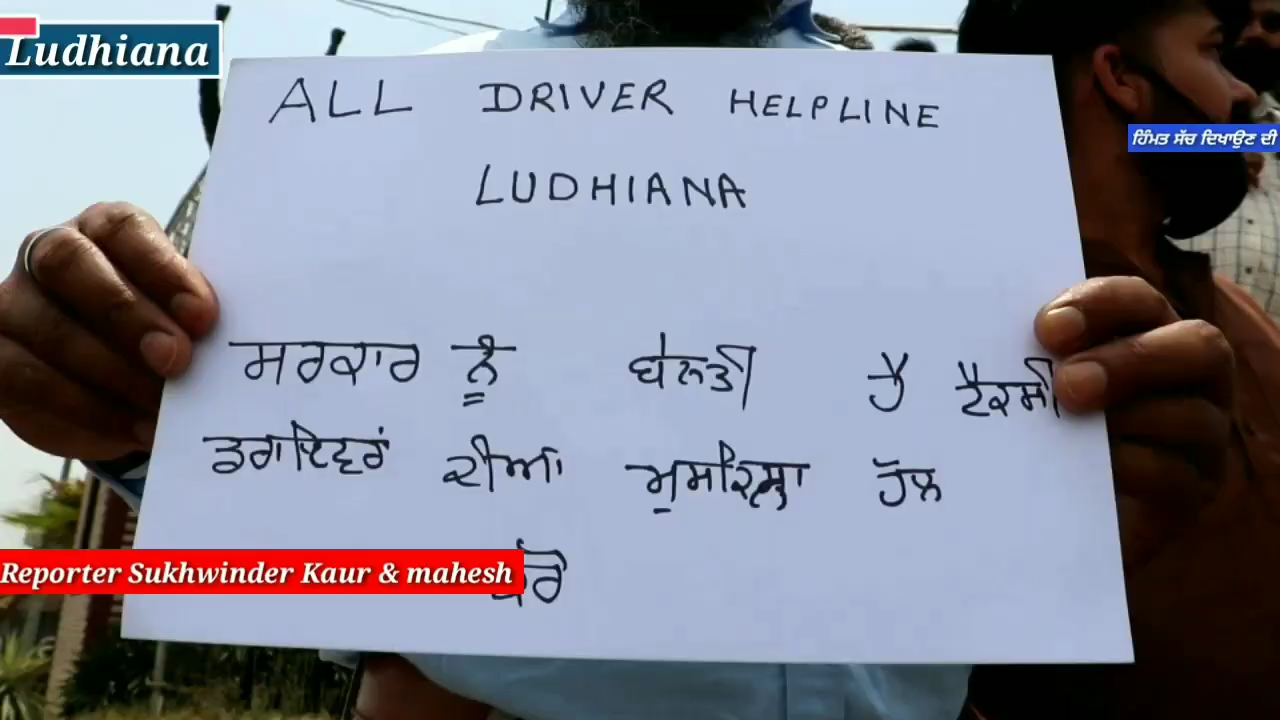 Ludhiana
ALL DRIVER HELPLINE
LUDHIANA
ਹਿੰਮਤ ਸੱਚ ਦਿਖਾਉਣ ਦੀ
ਸਰਕਾਰ ਨੂੰ ਬੇਨਤੀ ਹੈ ਟੈਕਸੀ
ਡਰਾਇਵਰਾਂ ਦੀਆਂ ਹੱਲ
Reporter Sukhwinder Kaur & mahesh